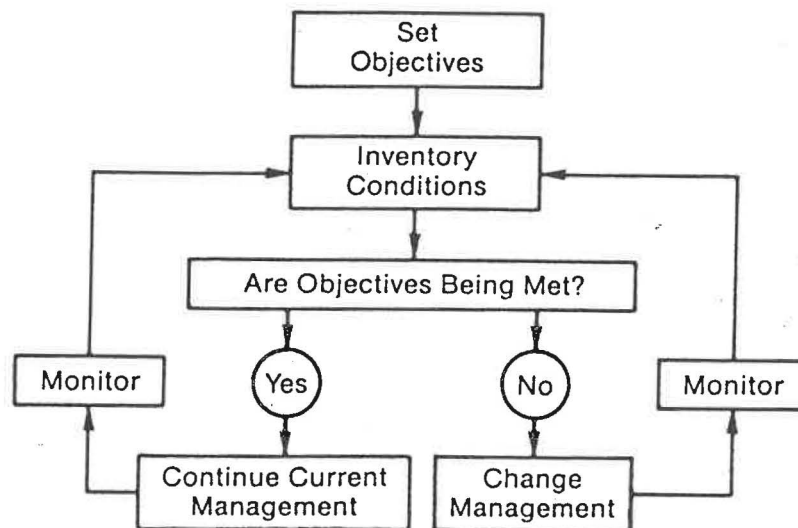 Set
Objectives
Inventory
Conditions
Are Objectives Being Met?
Monitor
Yes
No
Monitor
Continue Current
Management
Change
Management